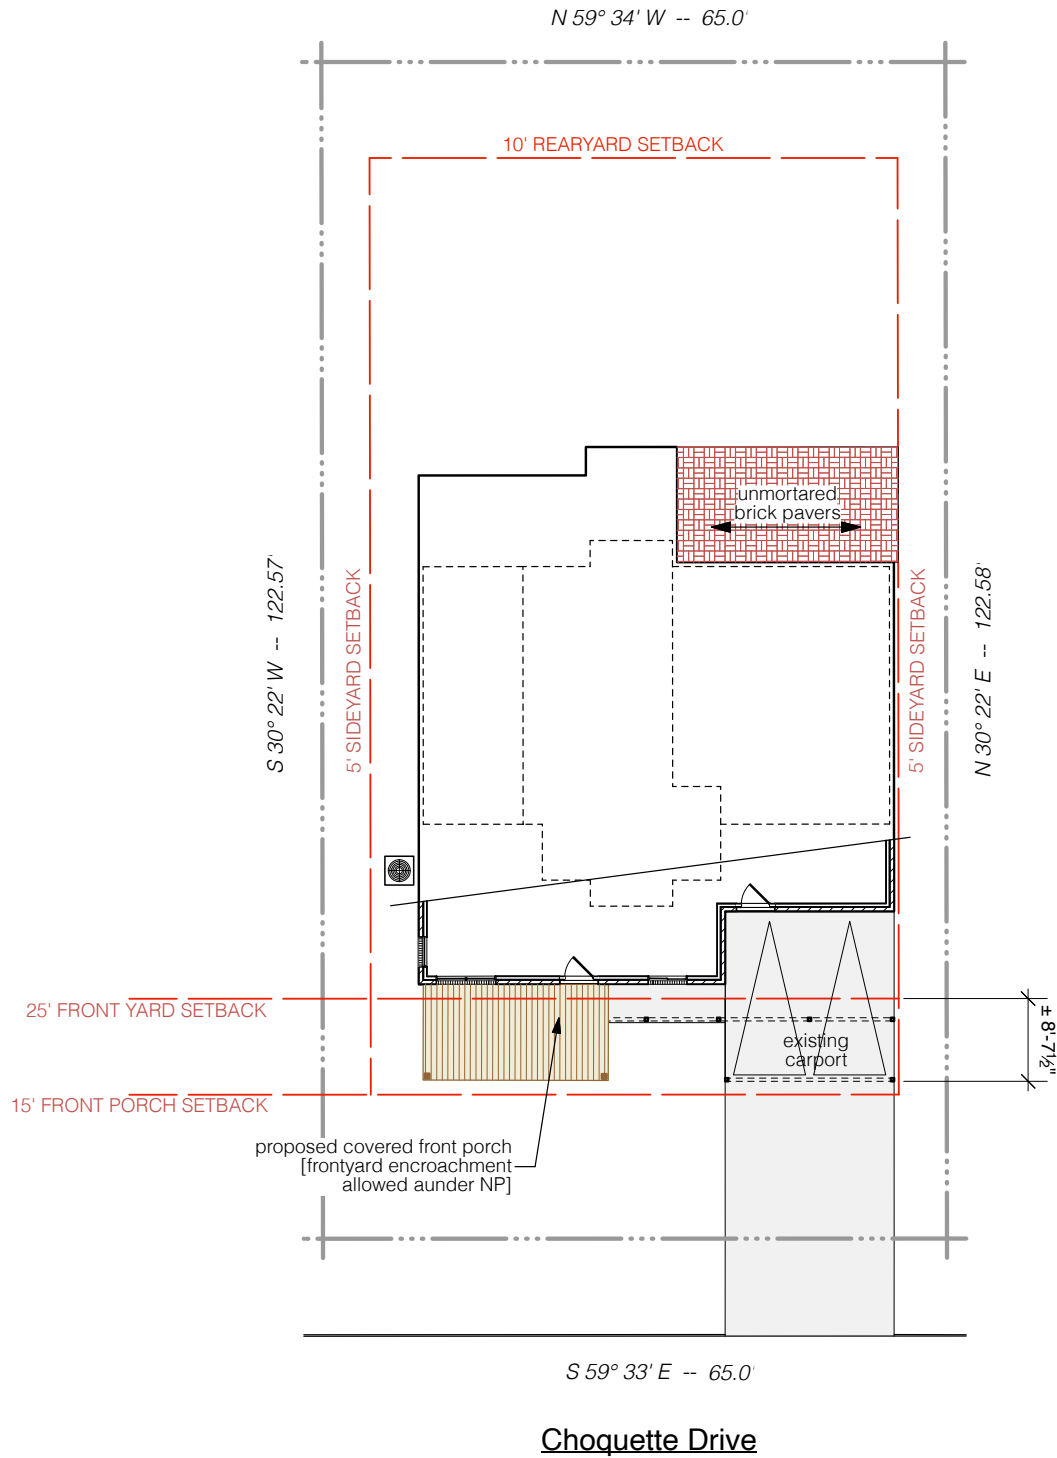 N 59° 34' W -- 65.0'
10' REARYARD SETBACK
unmortared
brick pavers
S 30° 22' W -- 122.57'
5' SIDEYARD SETBACK
5' SIDEYARD SETBACK
N 30° 22' E -- 122.58'
25' FRONT YARD SETBACK
existing
carport
± 8'-7½"
15' FRONT PORCH SETBACK
proposed covered front porch
[frontyard encroachment
allowed aunder NP]
S 59° 33' E -- 65.0'
Choquette Drive